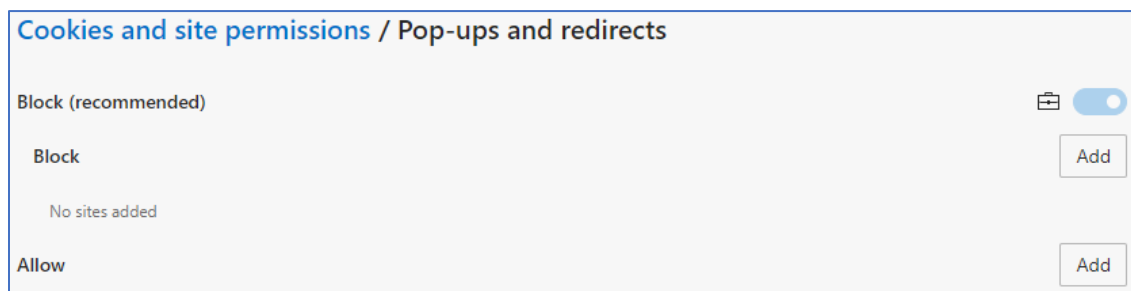 Cookies and site permissions / Pop-ups and redirects
Block (recommended)
Block
Add
No sites added
Allow
Add